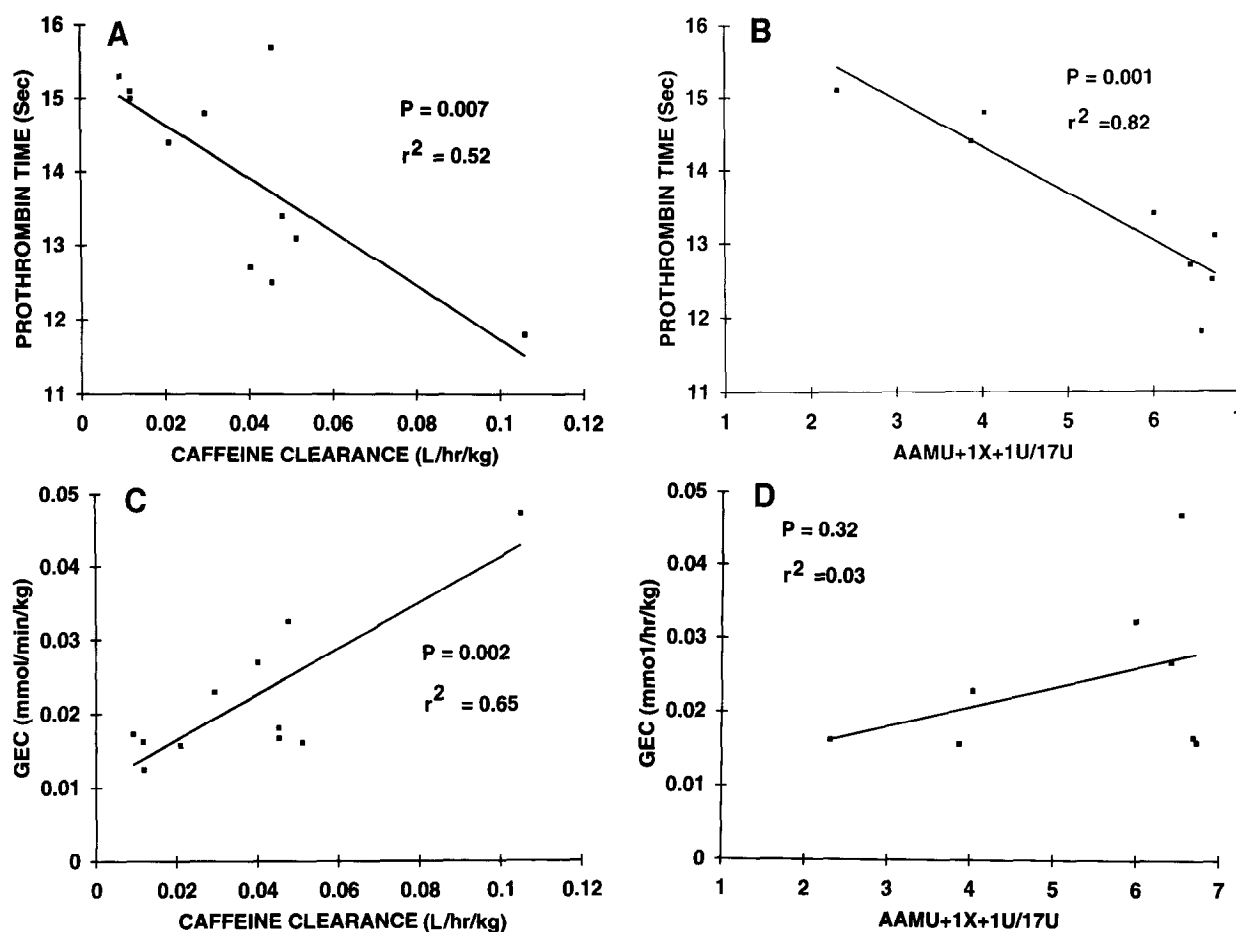 A
PROTHROMBIN TIME (Sec)
16
15
14
13
12
11
P = 0.007
r² = 0.52
0 0.02 0.04 0.06 0.08 0.1 0.12
CAFFEINE CLEARANCE (L/hr/kg)
B
PROTHROMBIN TIME (Sec)
16
15
14
13
12
11
P = 0.001
r² =0.82
1 2 3 4 5 6
AAMU+1X+1U/17U
C
GEC (mmol/min/kg)
0.05
0.04
0.03
0.02
0.01
0
P = 0.002
r² = 0.65
0 0.02 0.04 0.06 0.08 0.1 0.12
CAFFEINE CLEARANCE (L/hr/kg)
D
GEC (mmo1/hr/kg)
0.05
0.04
0.03
0.02
0.01
0
P = 0.32
r² =0.03
1 2 3 4 5 6 7
AAMU+1X+1U/17U